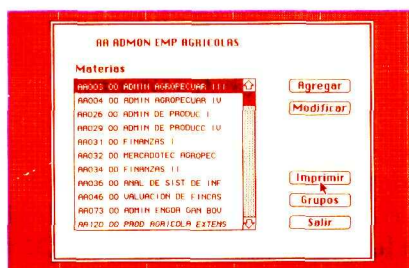 AA ADMON EMP AGRICOLAS
Materias
AA003 00 ADMIN AGROPECUAR III
AA004 00 ADMIN AGROPECUAR IV
AA026 00 ADMIN DE PRODUC I
AA029 00 ADMIN DE PRODUCC IV
AA031 00 FINANZAS I
AA032 00 MERCADOTEC AGROPEC
AA034 00 FINANZAS II
AA036 00 ANAL DE SIST DE INF
AA046 00 VALUACION DE FINCAS
AA073 00 ADMIN ENGDA GAN BOV
AA120 00 PROD AGRICOLA EXTENS
Agregar
Modificar
Imprimir
Grupos
Salir